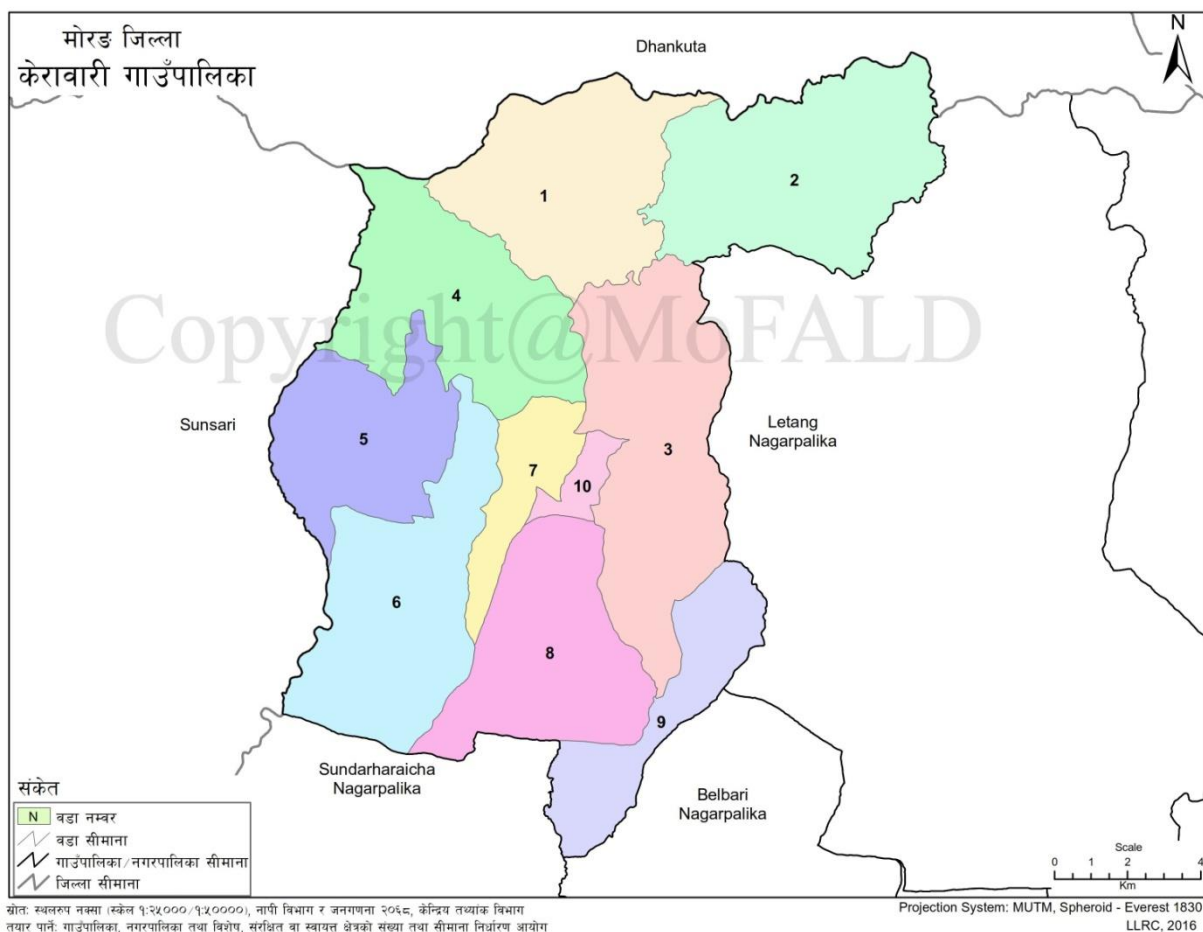 मोरङ जिल्ला
केरावारी गाउँपालिका
Dhankuta
N
1
2
4
Copyright@MoFALD
Sunsari
5
3
Letang
Nagarpalika
7
10
6
8
9
Sundarharaicha
Nagarpalika
Belbari
Nagarpalika
संकेत
N वडा नम्बर
वडा सीमाना
गाउँपालिका/नगरपालिका सीमाना
जिल्ला सीमाना
Scale
0 1 2 4
Km
स्रोत: स्थलरुप नक्सा (स्केल १:२५०००/१:५००००), नापी विभाग र जनगणना २०६८, केन्द्रिय तथ्यांक विभाग
तयार पार्ने: गाउँपालिका, नगरपालिका तथा विशेष, संरक्षित वा स्वायत्त क्षेत्रको संख्या तथा सीमाना निर्धारण आयोग
Projection System: MUTM, Spheroid - Everest 1830
LLRC, 2016